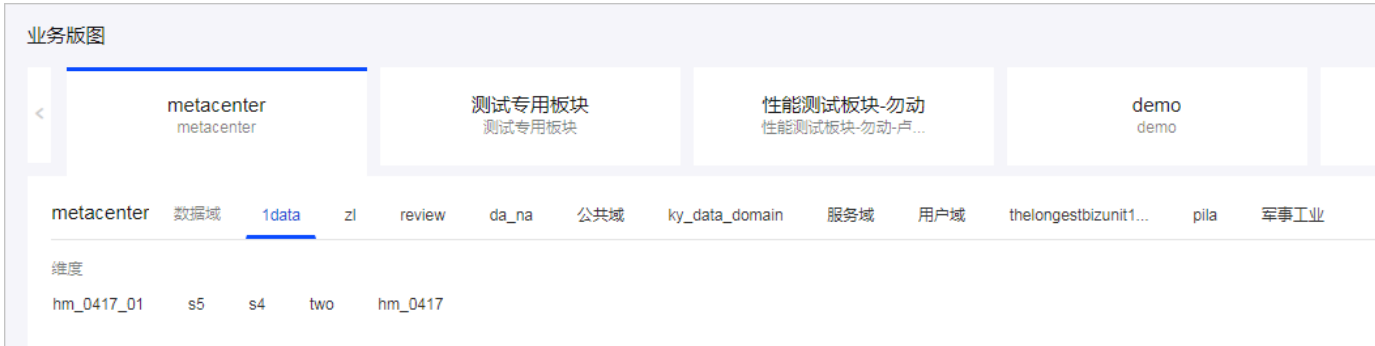 业务版图
<
metacenter 测试专用板块 性能测试板块-勿动 demo
metacenter 测试专用板块 性能测试板块-勿动-卢... demo
metacenter 数据域 1data zl review da_na 公共域 ky_data_domain 服务域 用户域 thelongestbizunit1... pila 军事工业
维度
hm_0417_01 s5 s4 two hm_0417